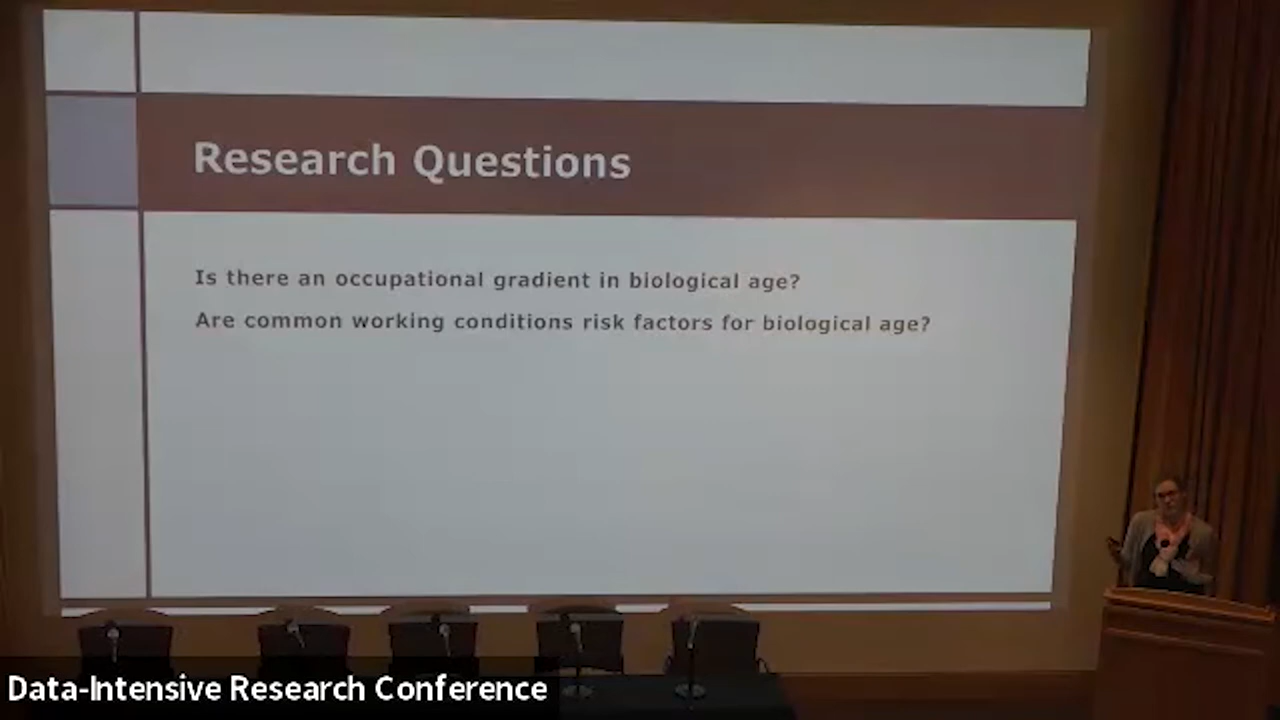 Research Questions
Is there an occupational gradient in biological age?
Are common working conditions risk factors for biological age?
Data-Intensive Research Conference